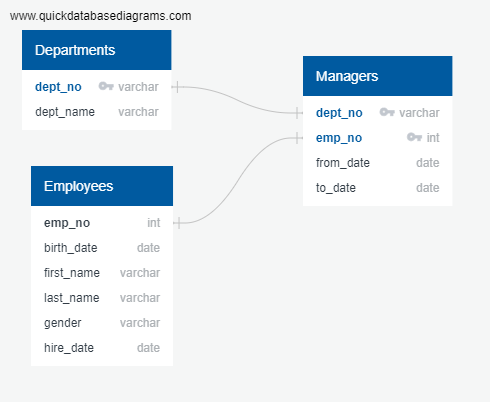 www.quickdatabasediagrams.com
Departments
dept_no varchar
dept_name varchar
Managers
dept_no varchar
emp_no int
from_date date
to_date date
Employees
emp_no int
birth_date date
first_name varchar
last_name varchar
gender varchar
hire_date date